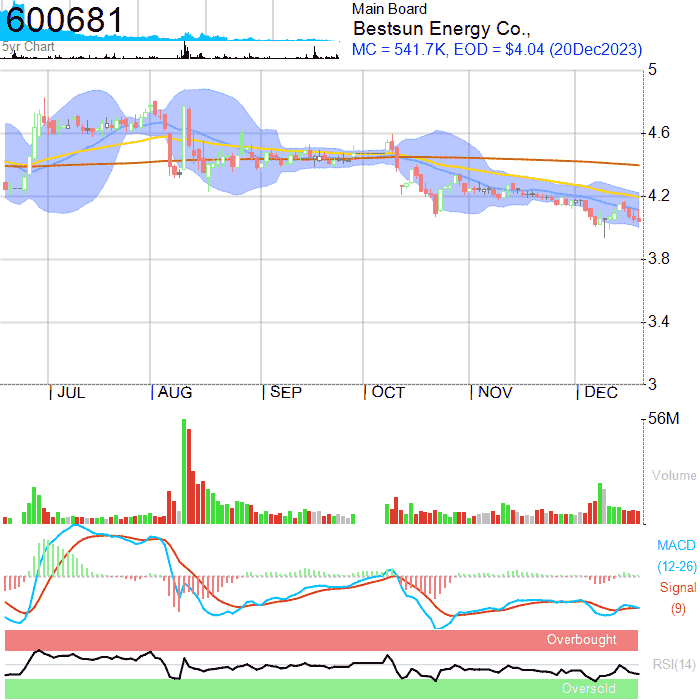 600681
5yr Chart
Main Board
Bestsun Energy Co.,
MC = 541.7K, EOD = $4.04 (20Dec2023)
5
4.6
4.2
3.8
3.4
3
JUL
AUG
SEP
OCT
NOV
DEC
56M
Volume
MACD
(12-26)
Signal
(9)
Overbought
RSI(14)
Oversold